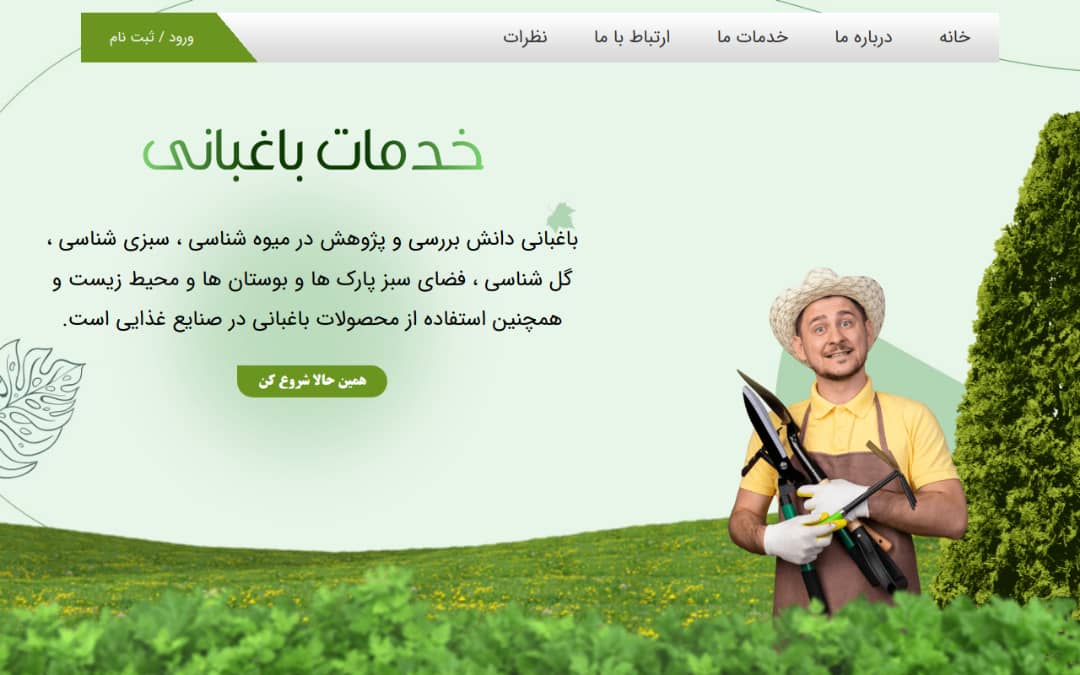 خانه
درباره ما
خدمات ما
ارتباط با ما
نظرات
ورود / ثبت نام
خدمات باغبانی
باغبانی دانش بررسی و پژوهش در میوه شناسی ، سبزی شناسی ،
گل شناسی ، فضای سبز پارک ها و بوستان ها و محیط زیست و
همچنین استفاده از محصولات باغبانی در صنایع غذایی است.
همین حالا شروع کن